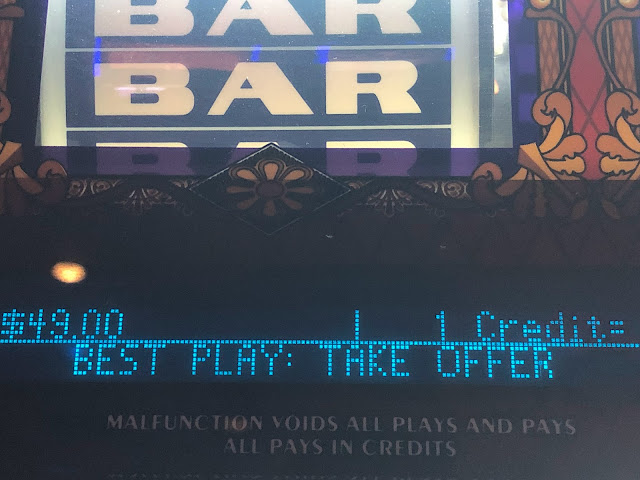 BAR
BAR
BAR
$49.00 | 1 Credit=
BEST PLAY: TAKE OFFER
MALFUNCTION VOIDS ALL PLAYS AND PAYS
ALL PAYS IN CREDITS